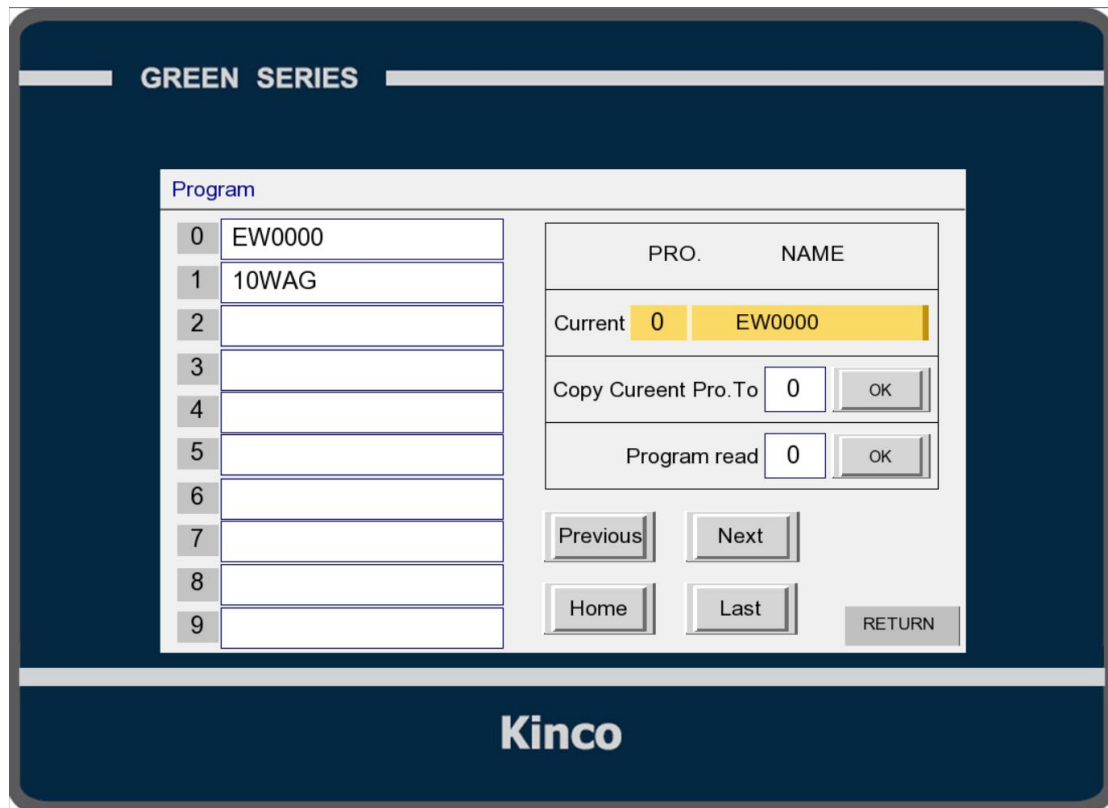 GREEN SERIES
Program
0 EW0000
1 10WAG
2
3
4
5
6
7
8
9
PRO. NAME
Current 0 EW0000
Copy Cureent Pro.To 0 OK
Program read 0 OK
Previous Next
Home Last
RETURN
Kinco